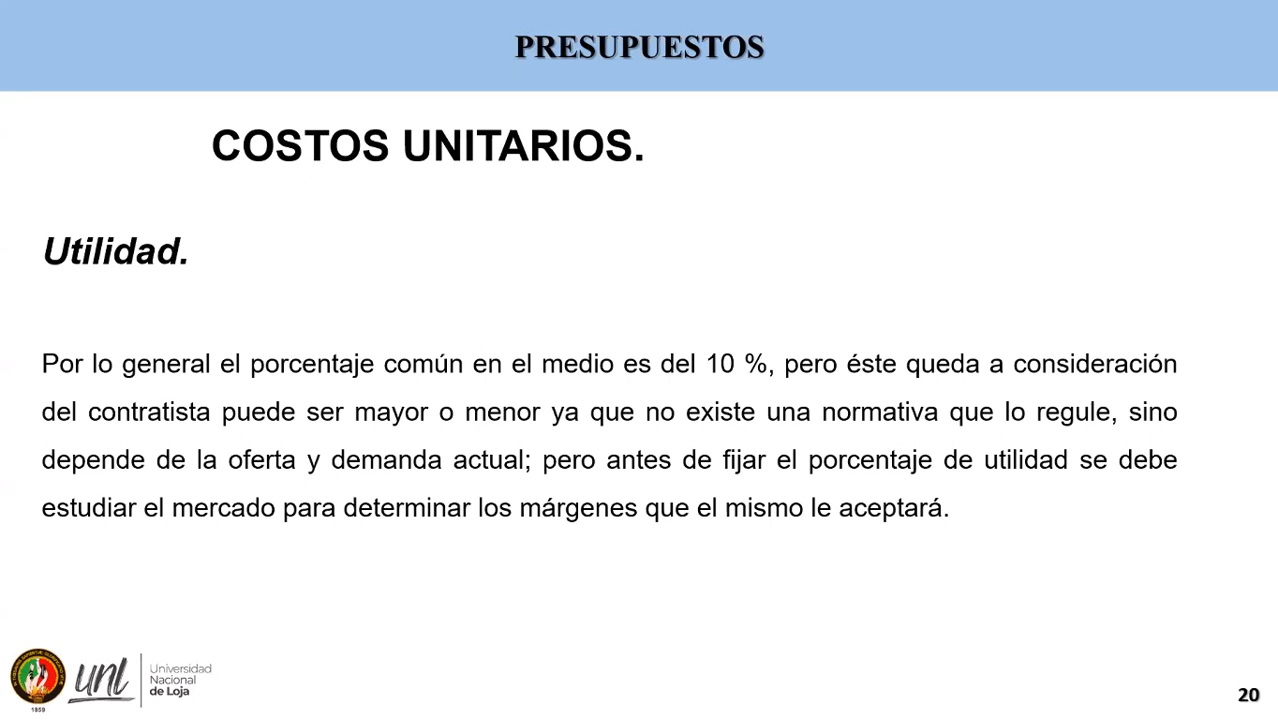 PRESUPUESTOS
COSTOS UNITARIOS.
Utilidad.
Por lo general el porcentaje común en el medio es del 10 %, pero éste queda a consideración
del contratista puede ser mayor o menor ya que no existe una normativa que lo regule, sino
depende de la oferta y demanda actual; pero antes de fijar el porcentaje de utilidad se debe
estudiar el mercado para determinar los márgenes que el mismo le aceptará.
unl
Universidad
Nacional
de Loja
1859
20